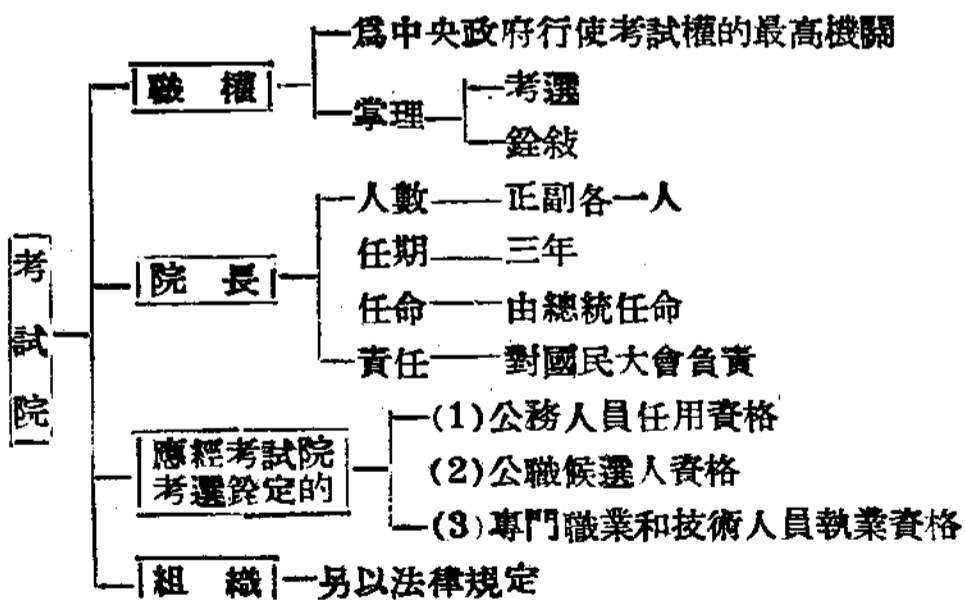 考試院
職權
爲中央政府行使考試權的最高機關
掌理
考選
銓敍
院長
人數
正副各一人
任期
三年
任命
由總統任命
責任
對國民大會負責
應經考試院
考選銓定的
(1)公務人員任用資格
(2)公職候選人資格
(3)專門職業和技術人員執業資格
組織
另以法律規定